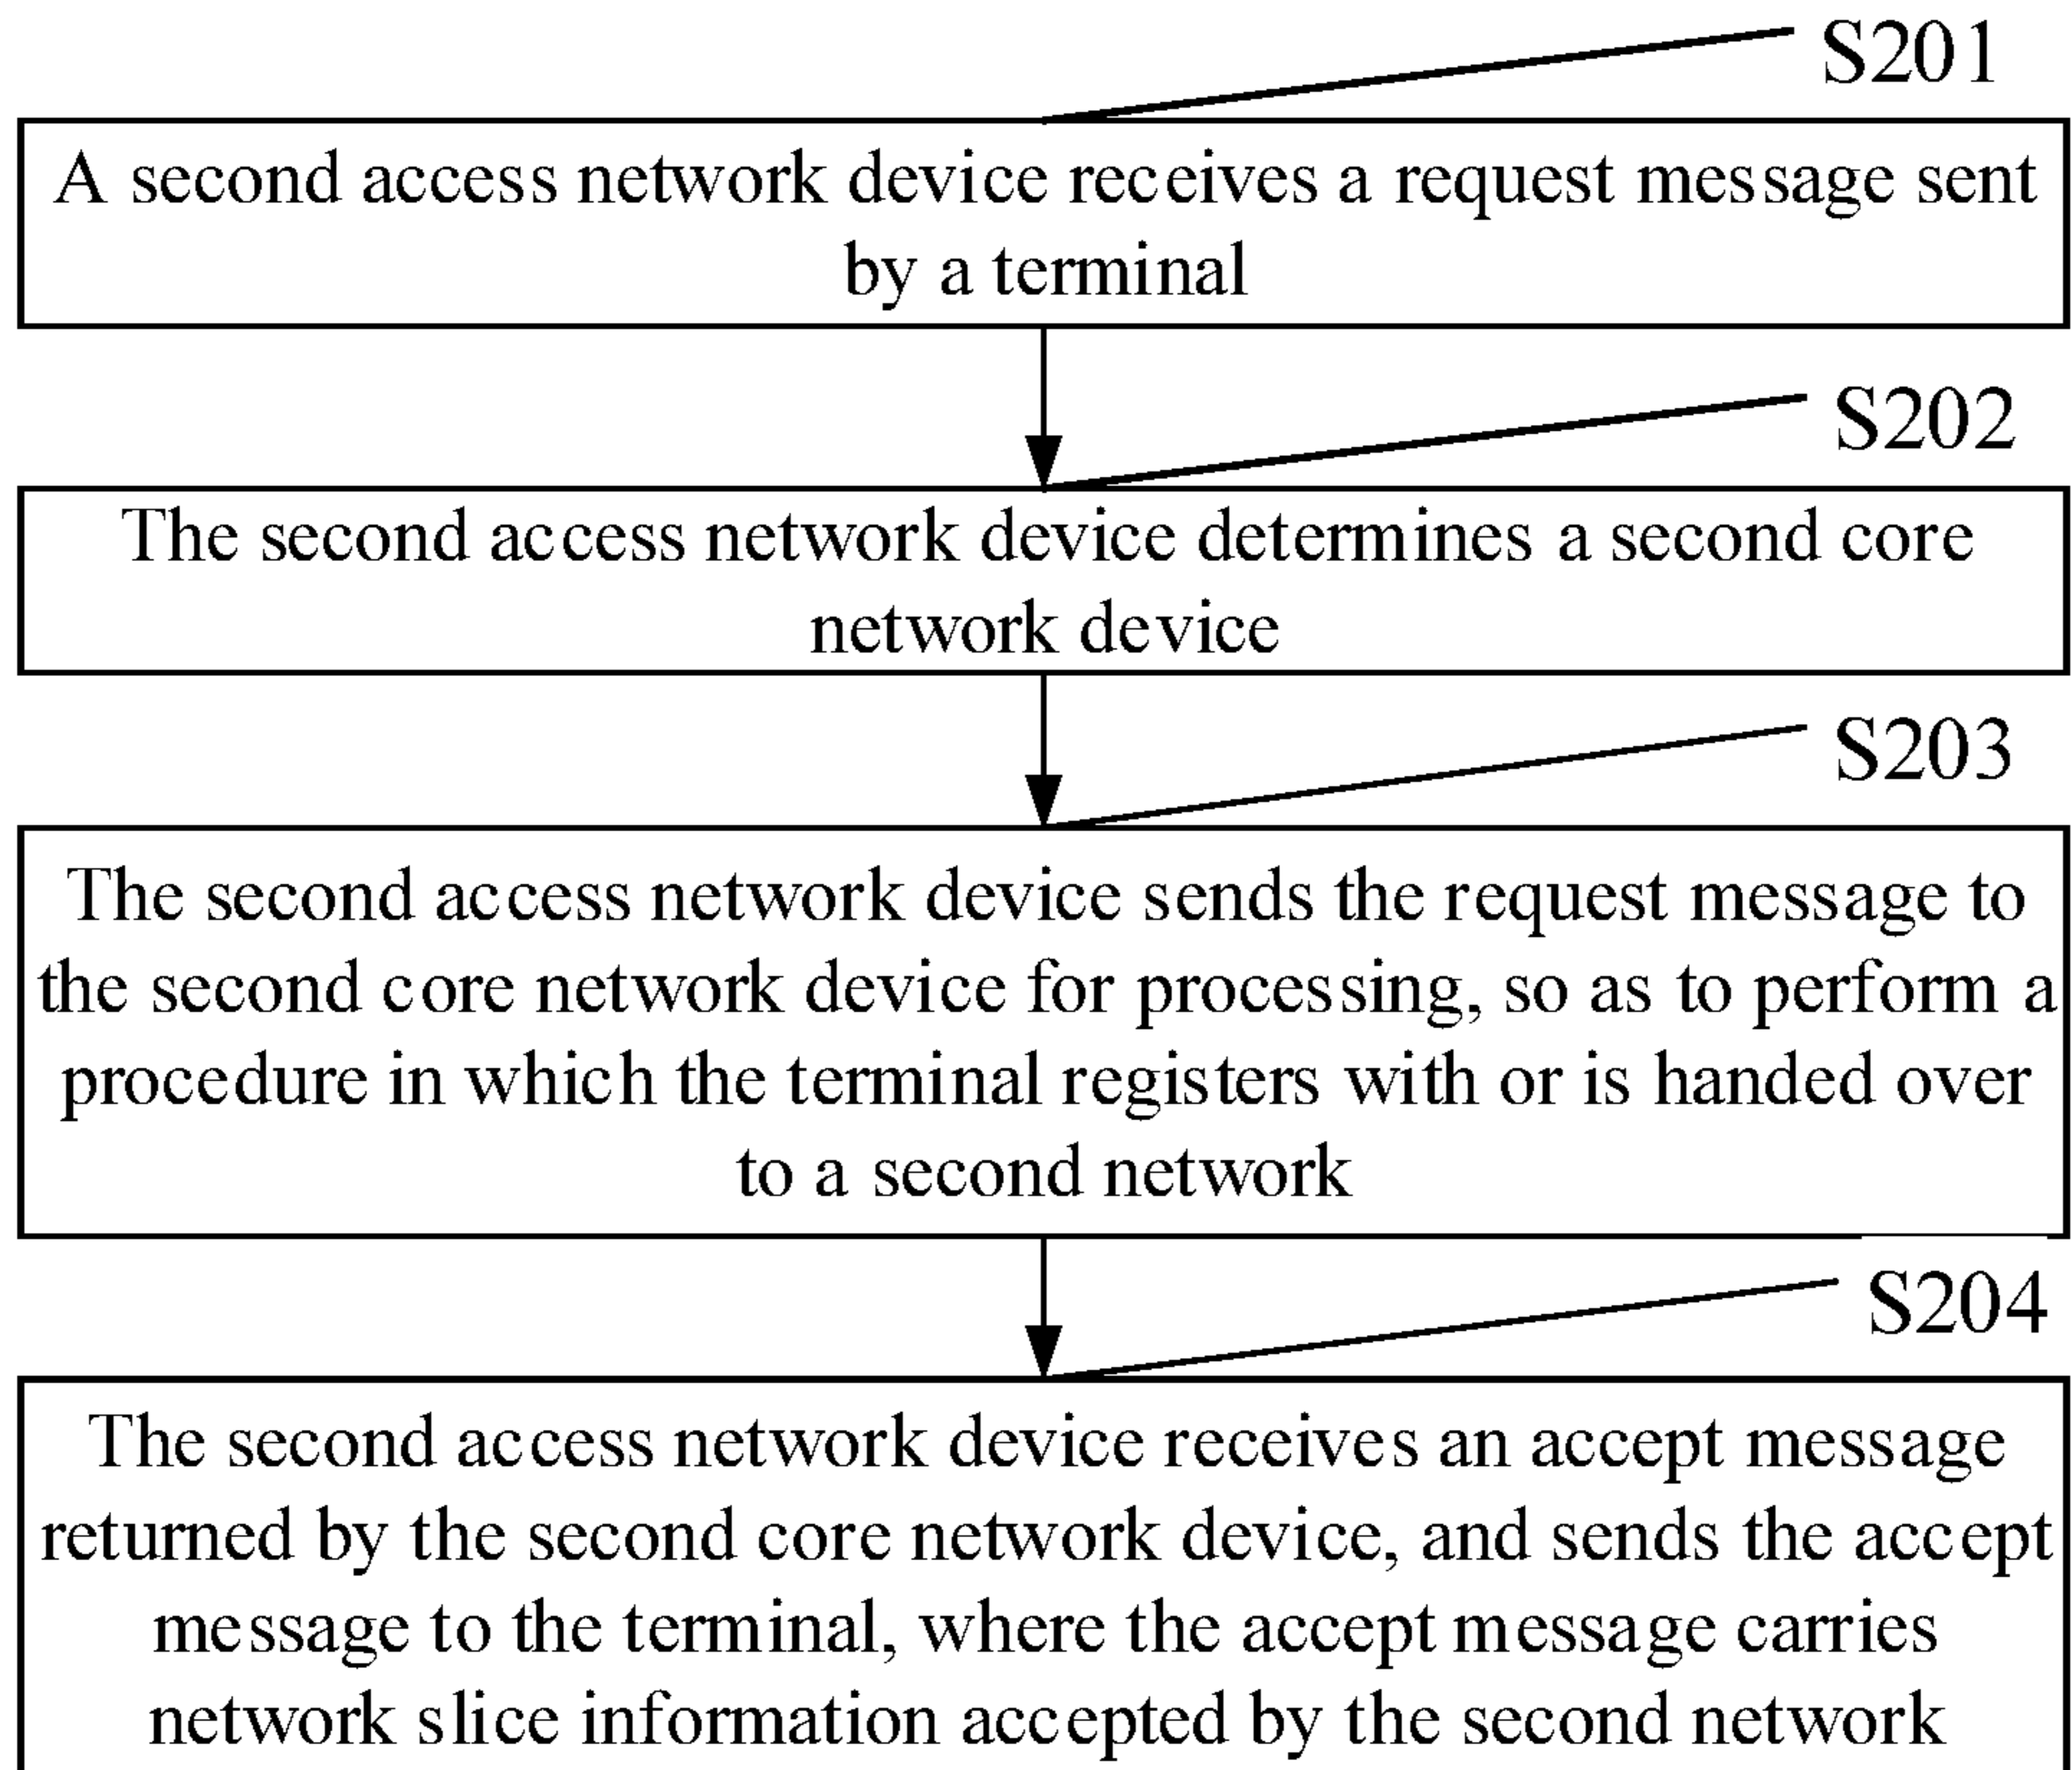 S201
A second access network device receives a request message sent
by a terminal
S202
The second access network device determines a second core
network device
S203
The second access network device sends the request message to
the second core network device for processing, so as to perform a
procedure in which the terminal registers with or is handed over
to a second network
S204
The second access network device receives an accept message
returned by the second core network device, and sends the accept
message to the terminal, where the accept message carries
network slice information accepted by the second network